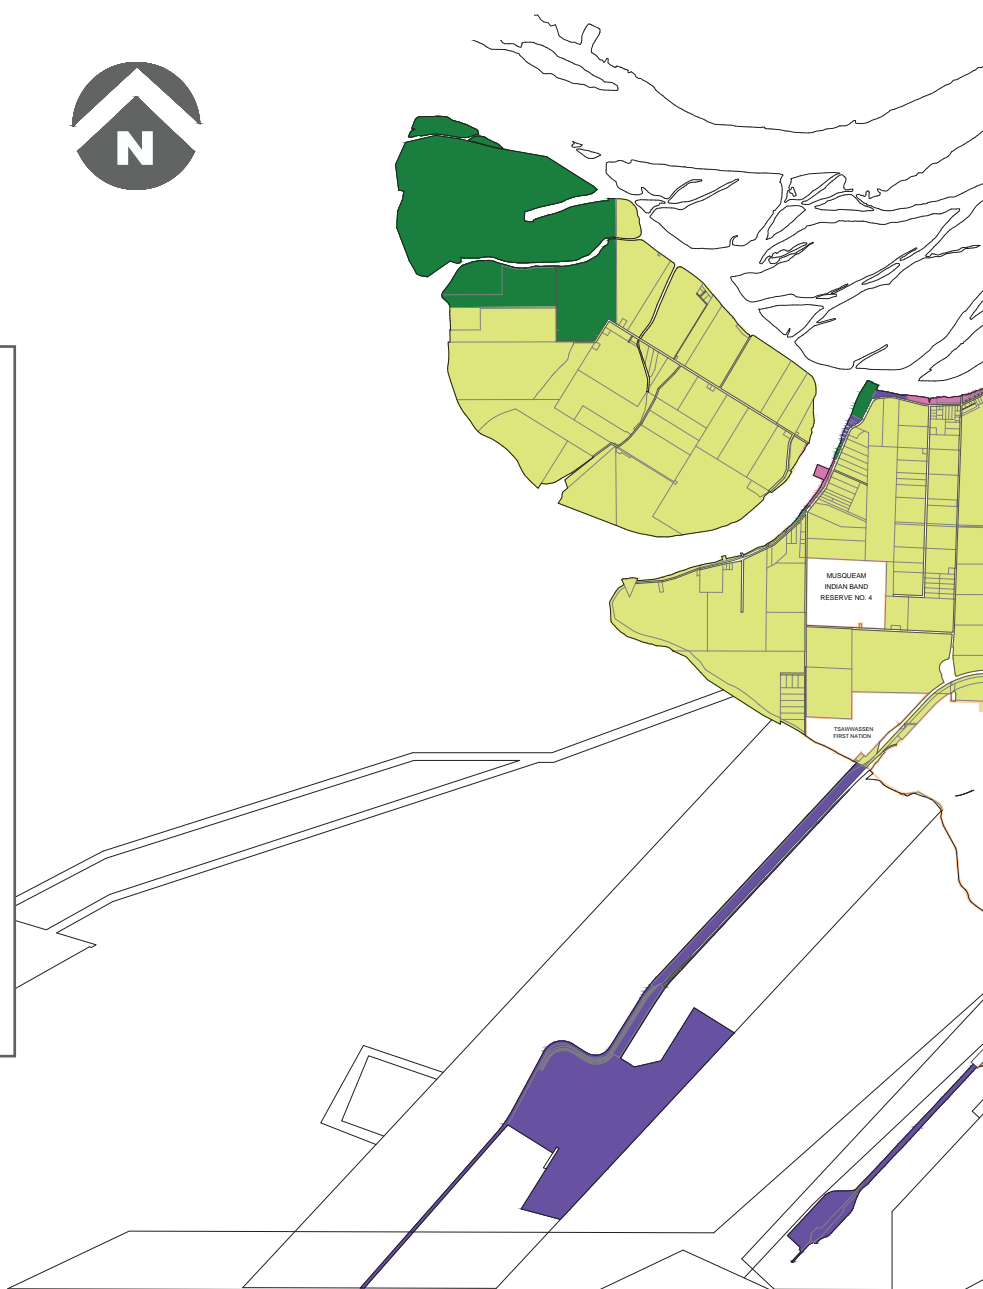 N
MUSQUEAM
INDIAN BAND
RESERVE NO. 4
TSAWWASSEN
FIRST NATION